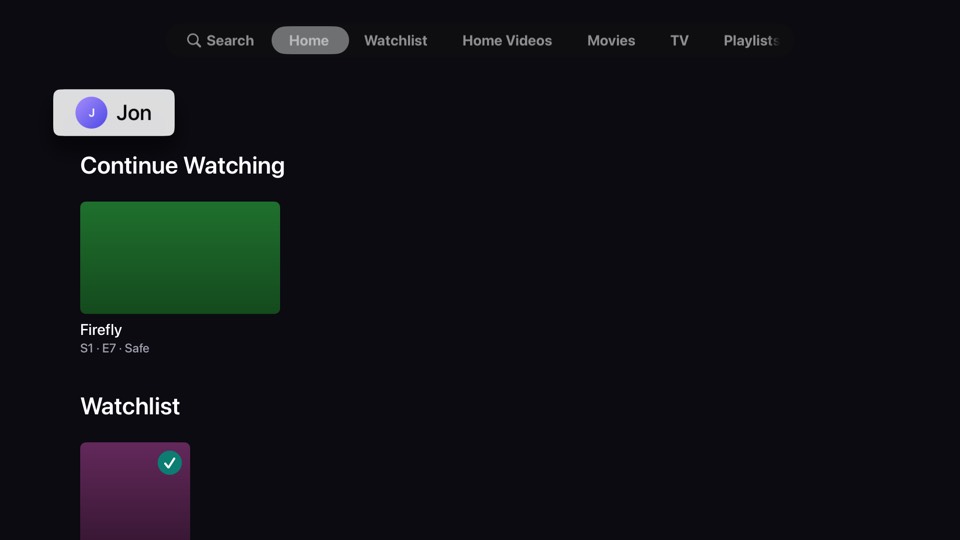 Search Home Watchlist Home Videos Movies TV Playlists
J Jon
Continue Watching
Firefly
S1 · E7 · Safe
Watchlist